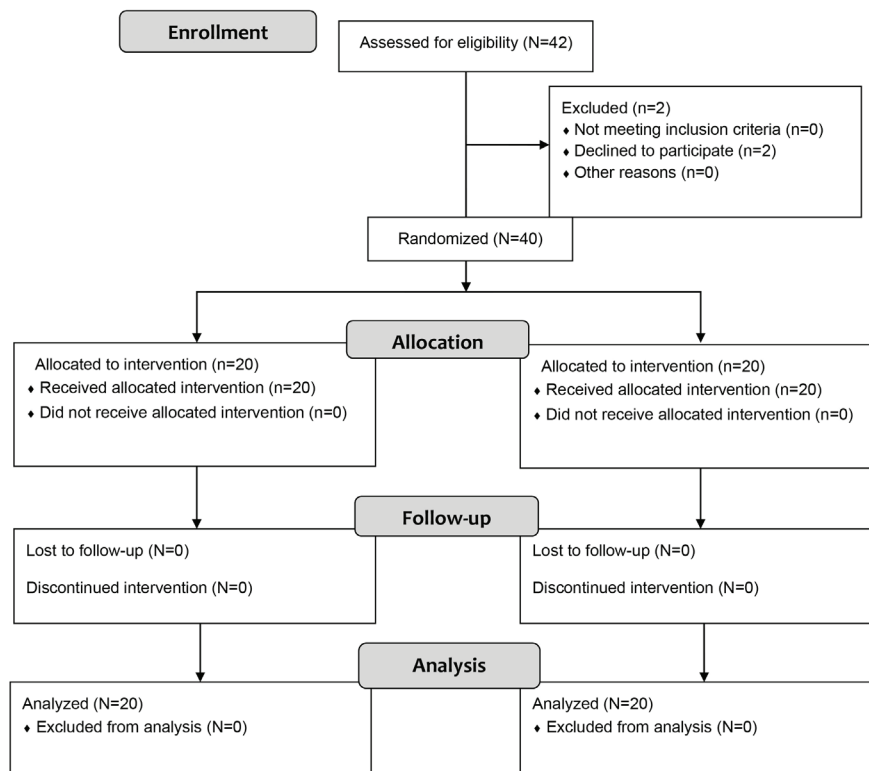 Enrollment
Assessed for eligibility (N=42)
Excluded (n=2)
♦ Not meeting inclusion criteria (n=0)
♦ Declined to participate (n=2)
♦ Other reasons (n=0)
Randomized (N=40)
Allocation
Allocated to intervention (n=20)
♦ Received allocated intervention (n=20)
♦ Did not receive allocated intervention (n=0)
Allocated to intervention (n=20)
♦ Received allocated intervention (n=20)
♦ Did not receive allocated intervention (n=0)
Follow-up
Lost to follow-up (N=0)
Discontinued intervention (N=0)
Lost to follow-up (N=0)
Discontinued intervention (N=0)
Analysis
Analyzed (N=20)
♦ Excluded from analysis (N=0)
Analyzed (N=20)
♦ Excluded from analysis (N=0)